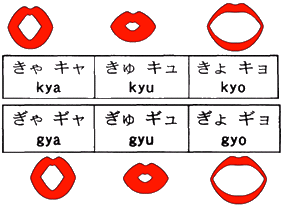 きゃ キャ きゅ キュ きょ キョ
kya kyu kyo
ぎゃ ギャ ぎゅ ギュ ぎょ ギョ
gya gyu gyo